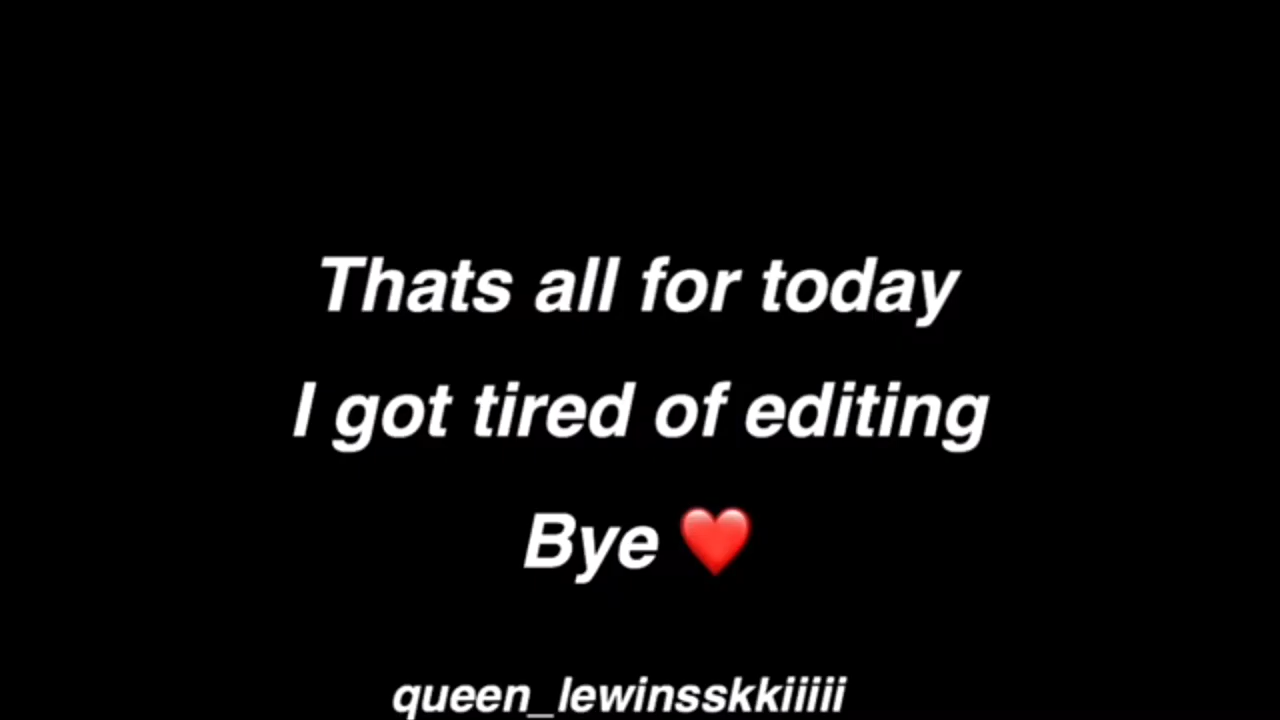 Thats all for today
I got tired of editing
Bye ❤️
queen_lewinsskkiiiii